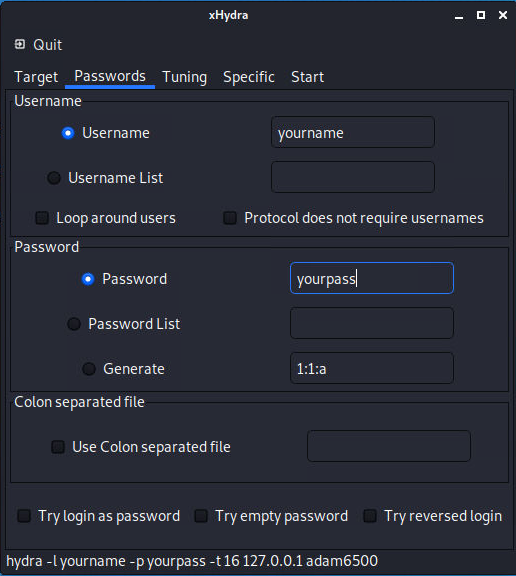 xHydra
Quit
Target Passwords Tuning Specific Start
Username
Username yourname
Username List
Loop around users Protocol does not require usernames
Password
Password yourpass
Password List
Generate 1:1:a
Colon separated file
Use Colon separated file
Try login as password Try empty password Try reversed login
hydra -l yourname -p yourpass -t 16 127.0.0.1 adam6500